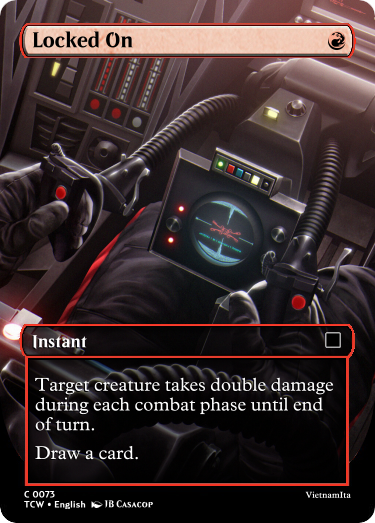 Locked On
Instant
Target creature takes double damage
during each combat phase until end
of turn.
Draw a card.
C 0073
TCW • English JB Casacop
VietnamIta